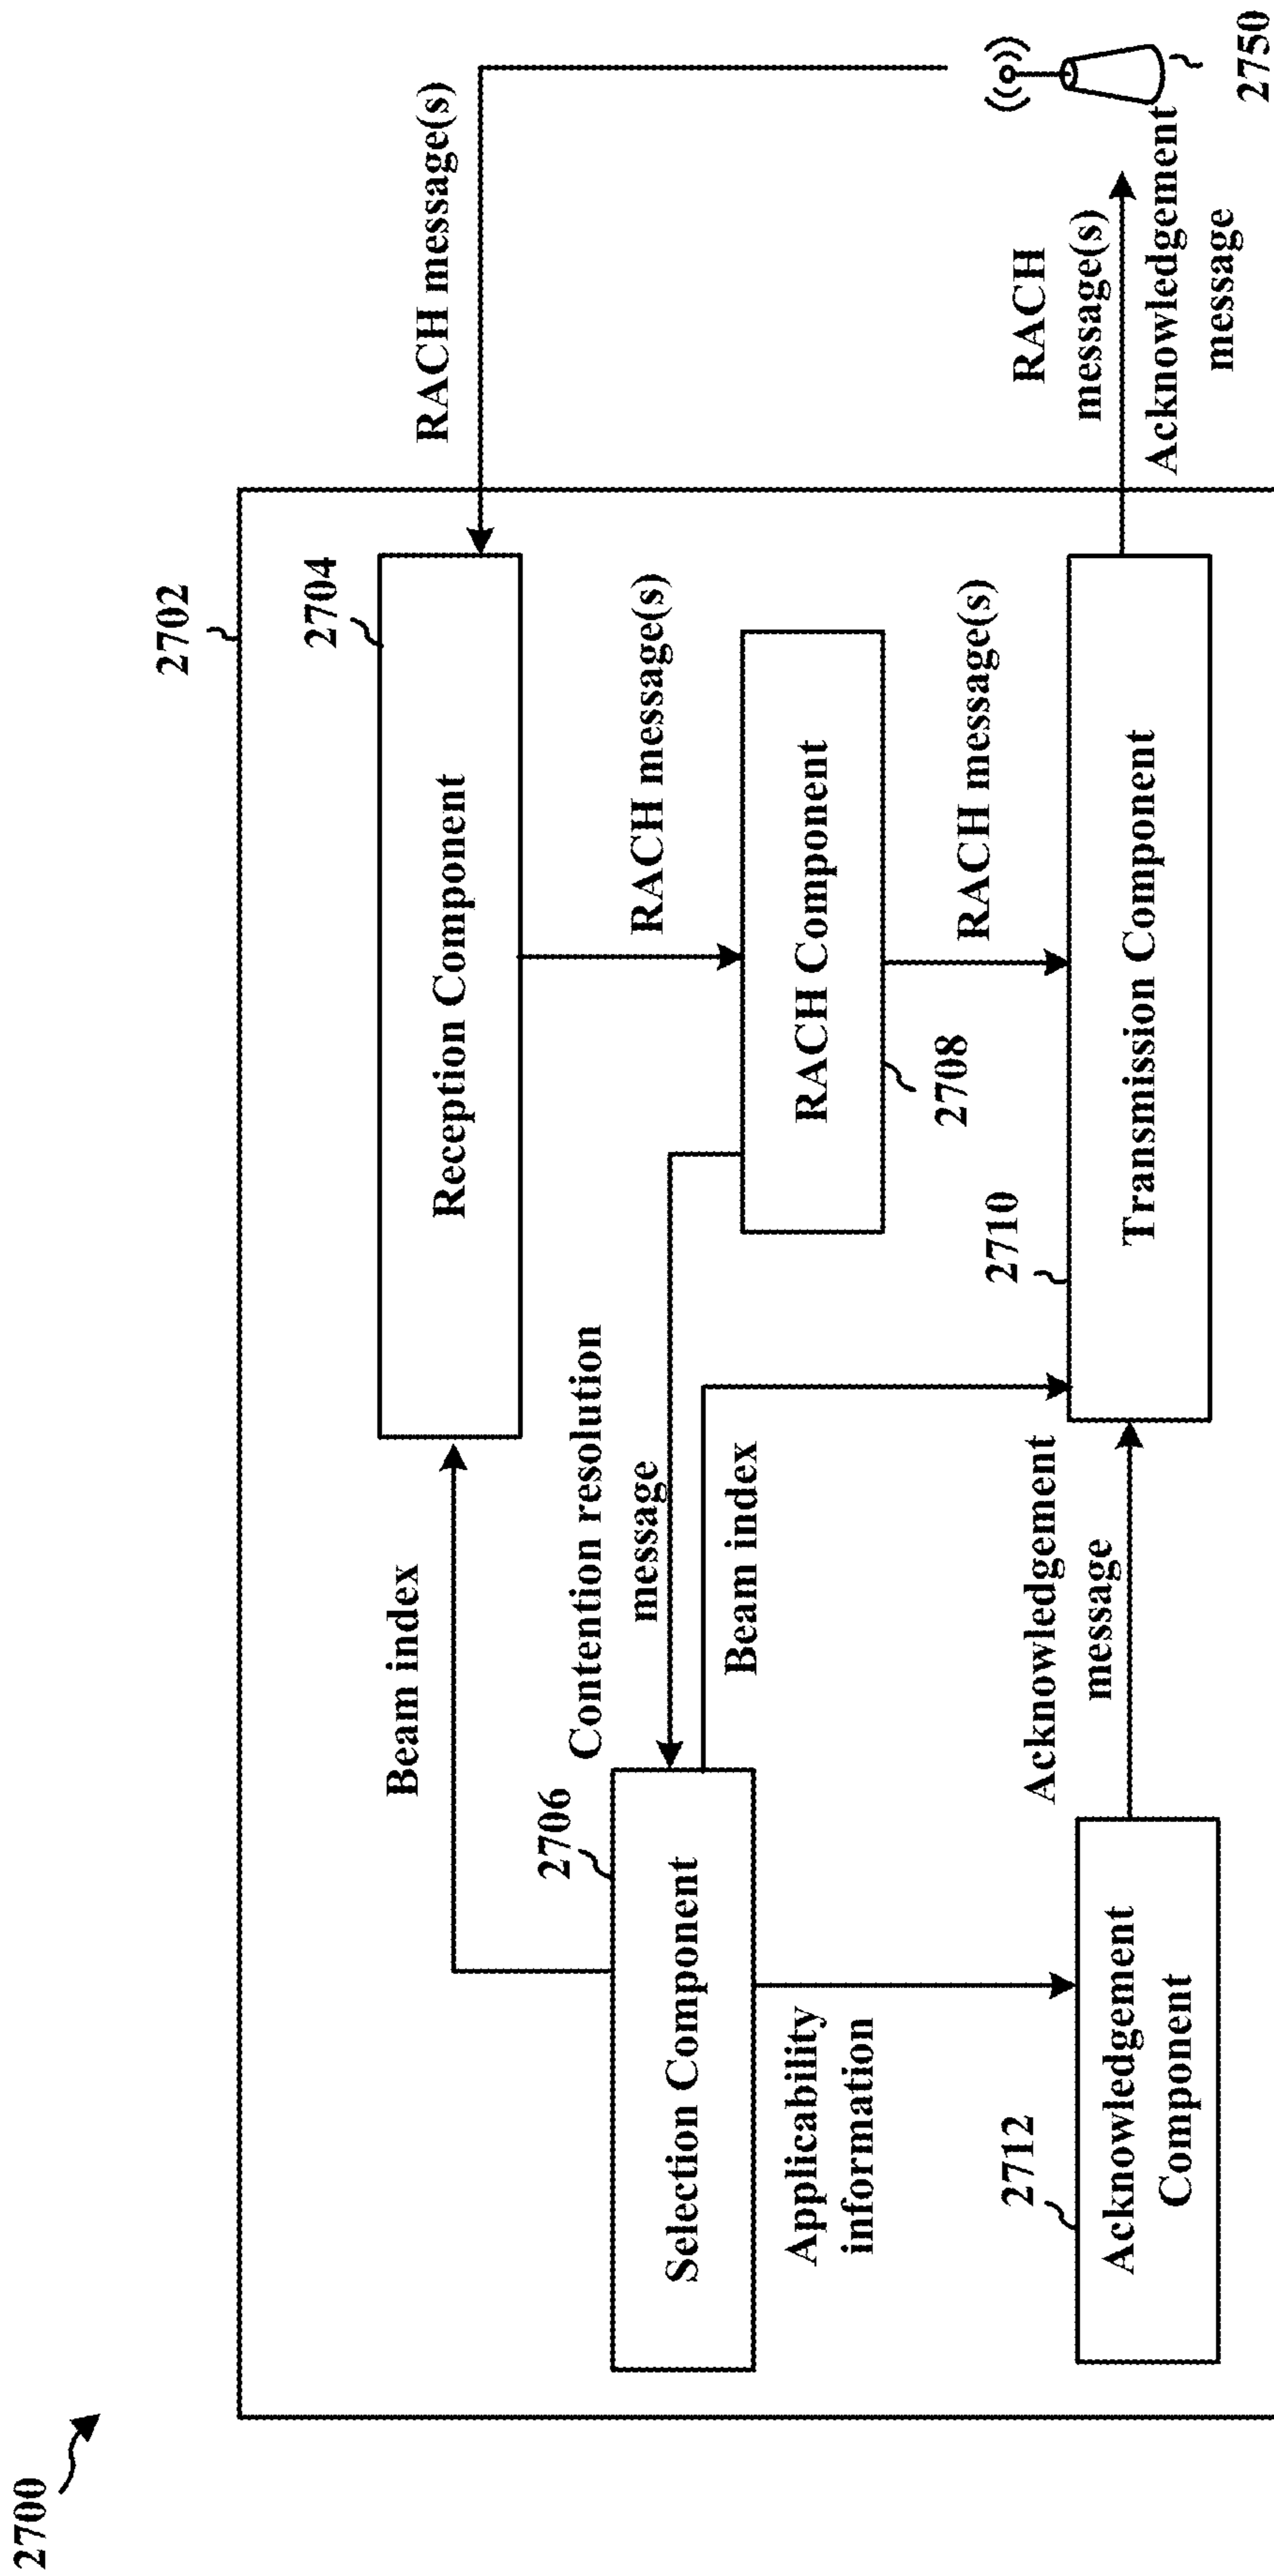 2700
2702
RACH message(s)
2704
Reception Component
Beam index
RACH message(s)
2706
Selection Component
Contention resolution
message
Beam index
RACH Component
2708
RACH message(s)
Applicability
information
2710
Transmission Component
2712
Acknowledgement
Component
Acknowledgement
message
RACH
message(s)
Acknowledgement
message
2750